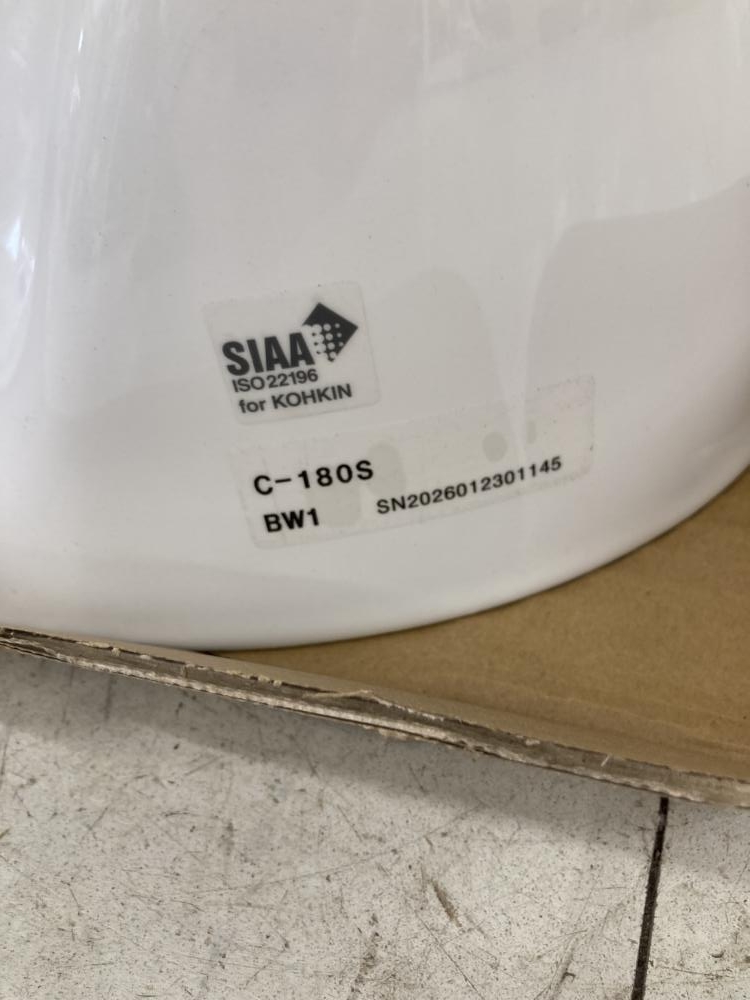 SIAA
ISO 22196
for KOHKIN
C-180S
BW1 SN2026012301145